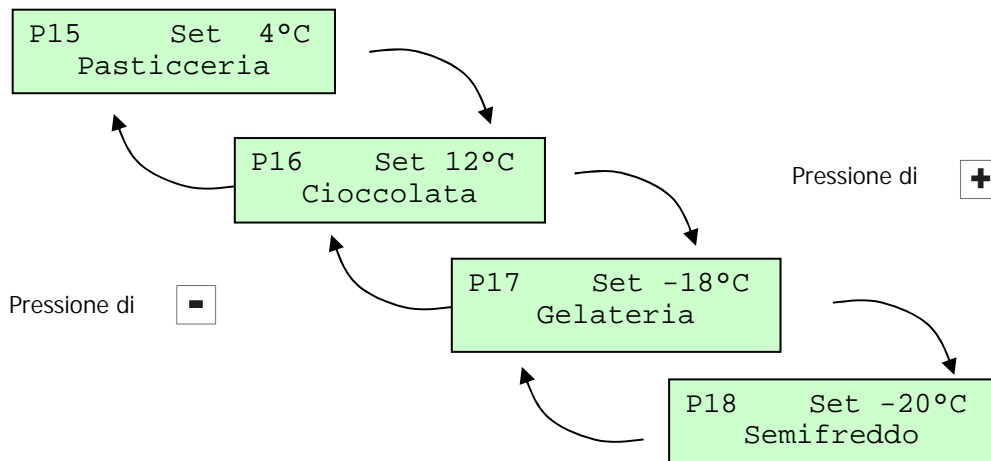 P15 Set 4°C
Pasticceria
P16 Set 12°C
Cioccolata
Pressione di +
P17 Set -18°C
Gelateria
Pressione di -
P18 Set -20°C
Semifreddo